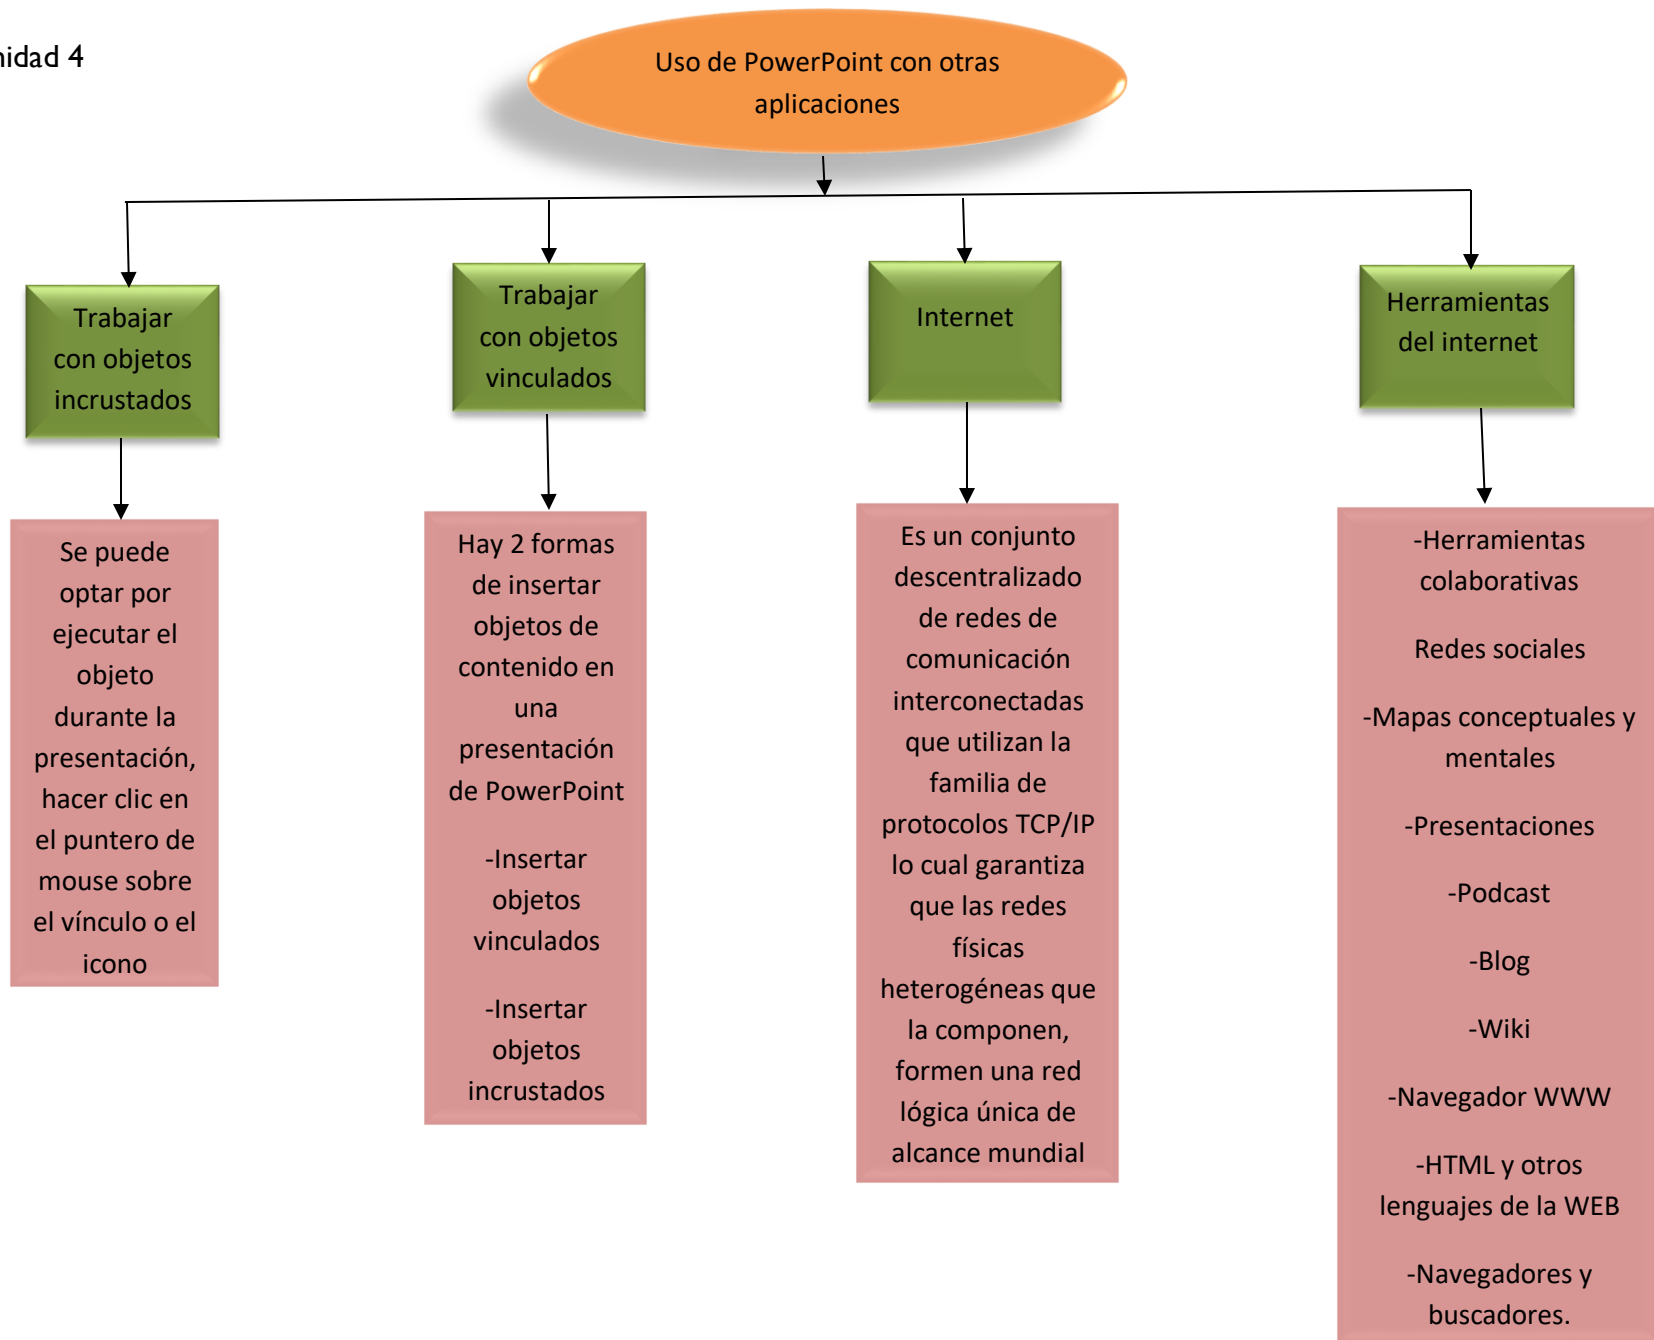 nidad 4
Uso de PowerPoint con otras
aplicaciones
Trabajar
con objetos
incrustados
Trabajar
con objetos
vinculados
Internet
Herramientas
del internet
Se puede
optar por
ejecutar el
objeto
durante la
presentación,
hacer clic en
el puntero de
mouse sobre
el vínculo o el
icono
Hay 2 formas
de insertar
objetos de
contenido en
una
presentación
de PowerPoint
-Insertar
objetos
vinculados
-Insertar
objetos
incrustados
Es un conjunto
descentralizado
de redes de
comunicación
interconectadas
que utilizan la
familia de
protocolos TCP/IP
lo cual garantiza
que las redes
físicas
heterogéneas que
la componen,
formen una red
lógica única de
alcance mundial
-Herramientas
colaborativas
Redes sociales
-Mapas conceptuales y
mentales
-Presentaciones
-Podcast
-Blog
-Wiki
-Navegador WWW
-HTML y otros
lenguajes de la WEB
-Navegadores y
buscadores.